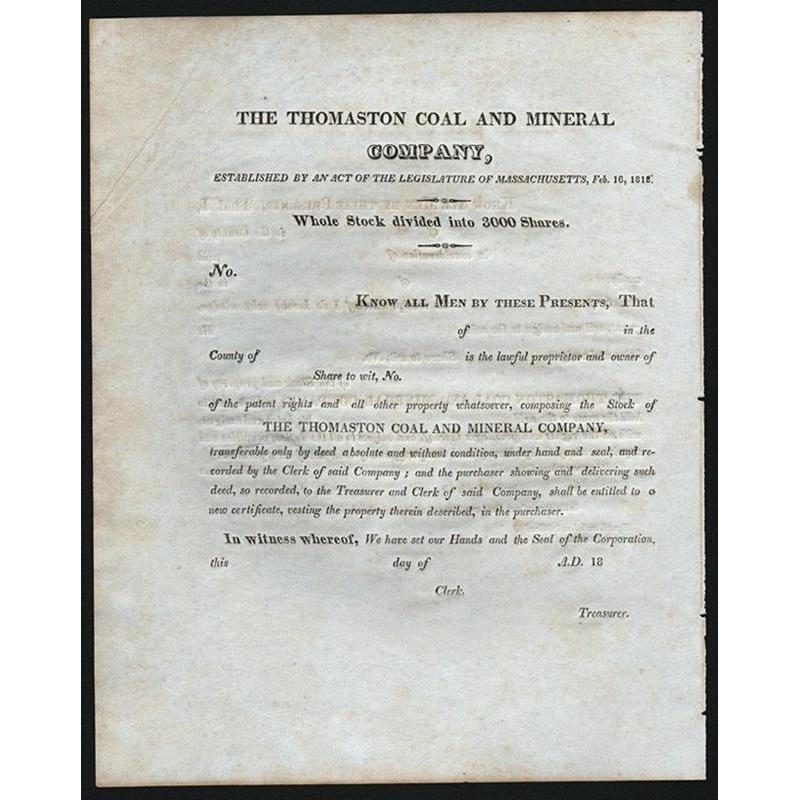 THE THOMASTON COAL AND MINERAL
COMPANY,
ESTABLISHED BY AN ACT OF THE LEGISLATURE OF MASSACHUSETTS, Feb. 16, 1818.
Whole Stock divided into 3000 Shares.
No.
KNOW ALL MEN BY THESE PRESENTS, That
of in the
County of is the lawful proprietor and owner of
Share to wit, No.
of the patent rights and all other property whatsoever, composing the Stock of
THE THOMASTON COAL AND MINERAL COMPANY,
transferable only by deed absolute and without condition, under hand and seal, and re-
corded by the Clerk of said Company ; and the purchaser showing and delivering such
deed, so recorded, to the Treasurer and Clerk of said Company, shall be entitled to a
new certificate, vesting the property therein described, in the purchaser.
In witness whereof, We have set our Hands and the Seal of the Corporation,
this day of A.D. 18
Clerk.
Treasurer.